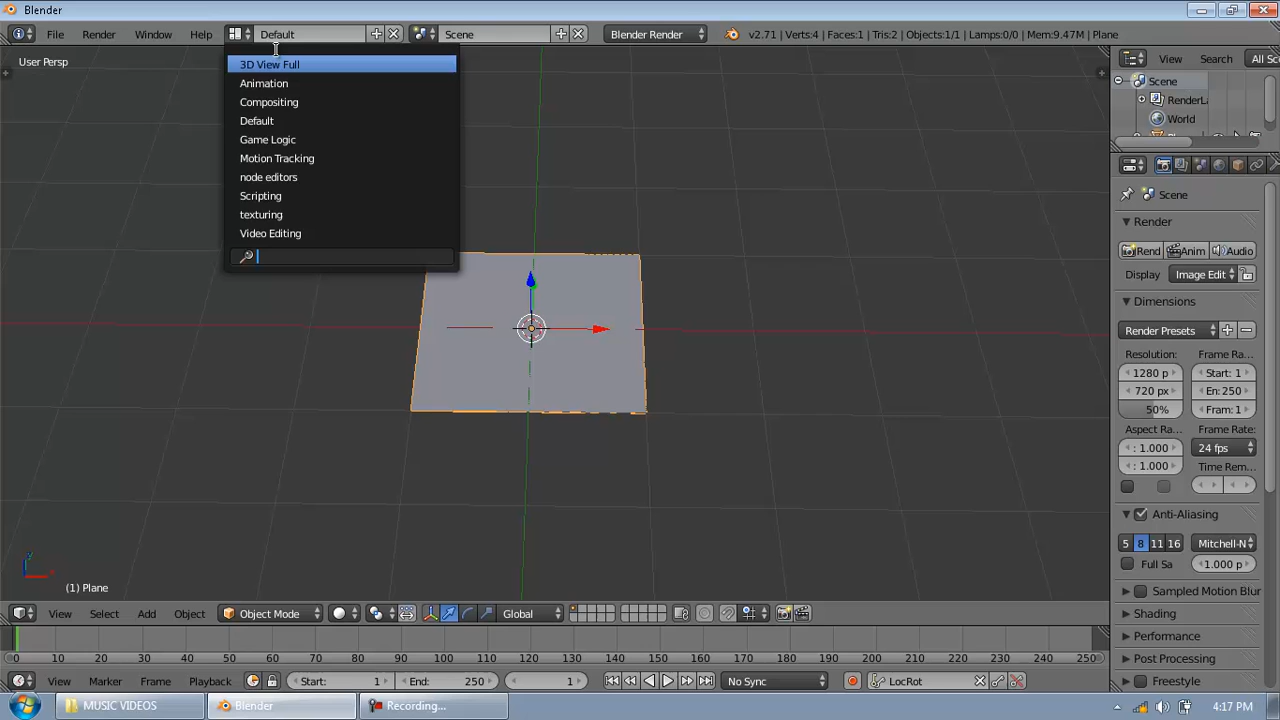 Blender
File Render Window Help Default Scene Blender Render v2.71 | Verts:4 | Faces:1 | Tris:2 | Objects:1/1 | Lamps:0/0 | Mem:9.47M | Plane
User Persp
3D View Full
Animation
Compositing
Default
Game Logic
Motion Tracking
node editors
Scripting
texturing
Video Editing
(1) Plane
View Select Add Object Object Mode Global
View Search All Sc
Scene
RenderLa
World
Scene
Render
Rend Anim Audio
Display Image Edit
Dimensions
Render Presets
Resolution: Frame Ra...
1280 p Start: 1
720 px En: 250
50% Fram: 1
Aspect Ra... Frame Rate:
: 1.000 24 fps
: 1.000 Time Rem...
Anti-Aliasing
5 8 11 16 Mitchell-N
Full Sa 1.000 p
Sampled Motion Blur
Shading
Performance
Post Processing
Freestyle
0 10 20 30 40 50 60 70 80 90 100 110 120 130 140 150 160 170 180 190 200 210 220 230 240 250
View Marker Frame Playback Start: 1 End: 250 1 No Sync LocRot
MUSIC VIDEOS Blender Recording... 4:17 PM